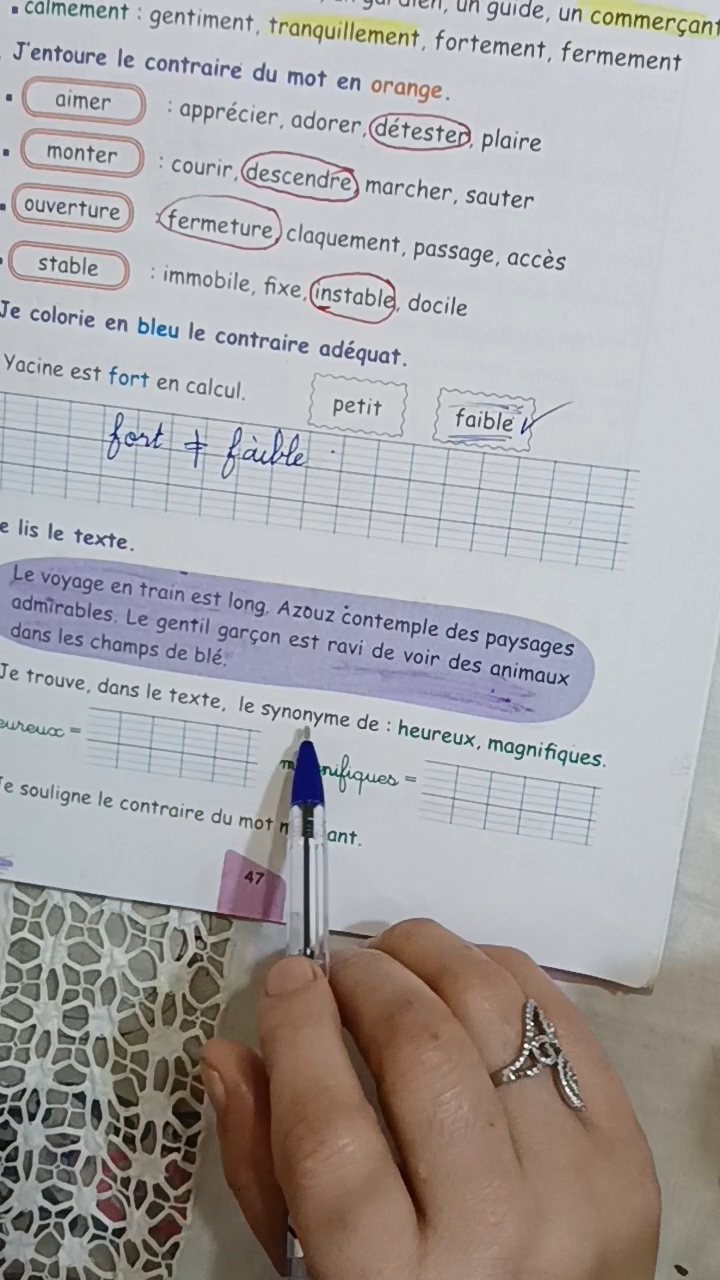 calmement : gentiment, tranquillement, fortement, fermement
un guide, un commerçant
J'entoure le contraire du mot en orange.
aimer : apprécier, adorer, détester, plaire
monter : courir, descendre, marcher, sauter
ouverture : fermeture, claquement, passage, accès
stable : immobile, fixe, instable, docile
Je colorie en bleu le contraire adéquat.
Yacine est fort en calcul. petit faible
fort ≠ faible
e lis le texte.
Le voyage en train est long. Azouz contemple des paysages
admirables. Le gentil garçon est ravi de voir des animaux
dans les champs de blé.
Je trouve, dans le texte, le synonyme de : heureux, magnifiques.
eureux = m nifiques =
Je souligne le contraire du mot m ant.
47